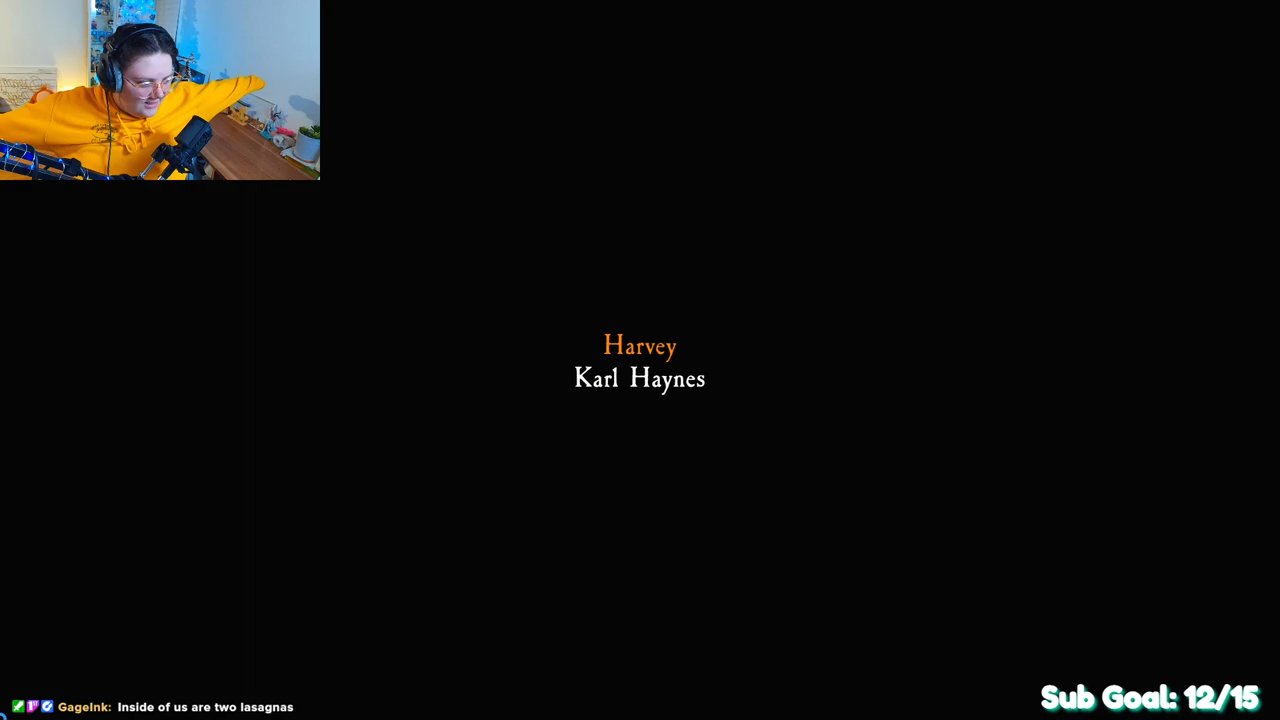 Harvey
Karl Haynes
GageInk: Inside of us are two lasagnas
Sub Goal: 12/15